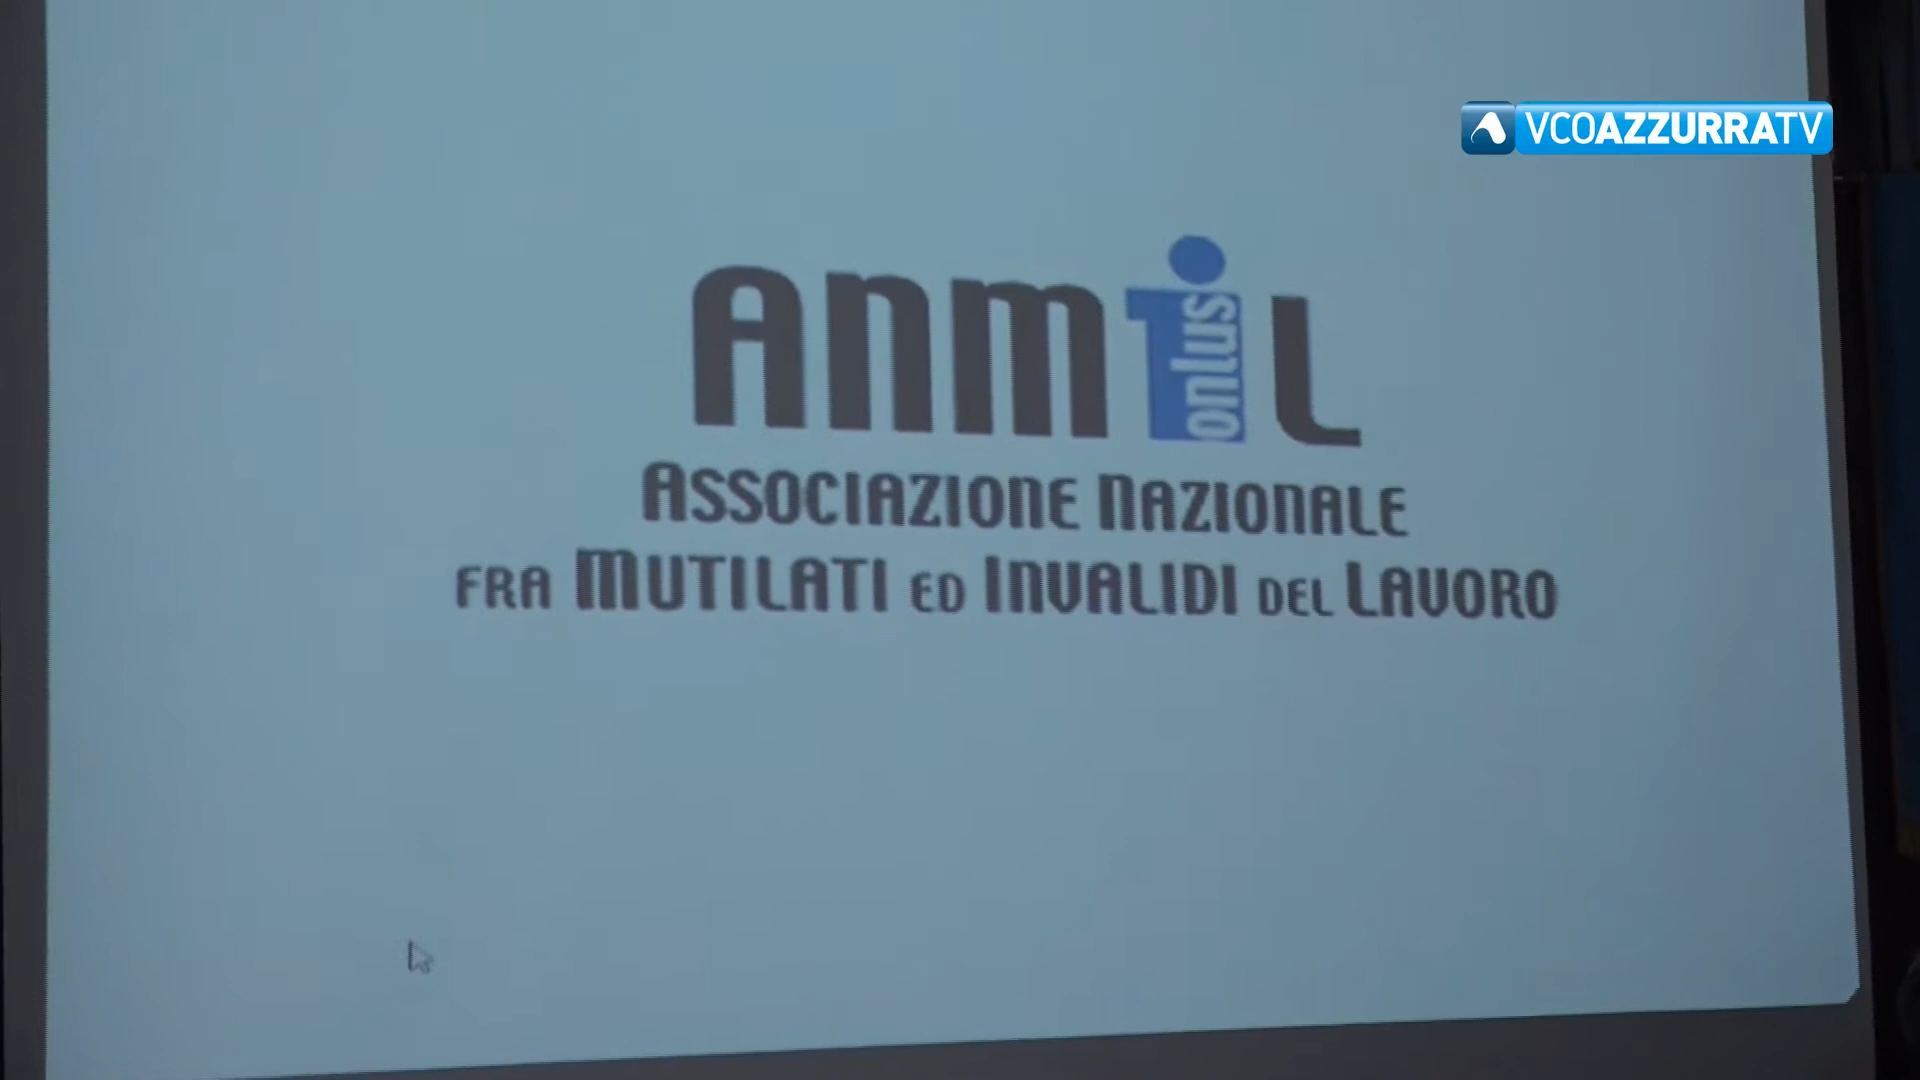 VCOAZZURRATV
ANMiL
onlus
ASSOCIAZIONE NAZIONALE
FRA MUTILATI ED INVALIDI DEL LAVORO